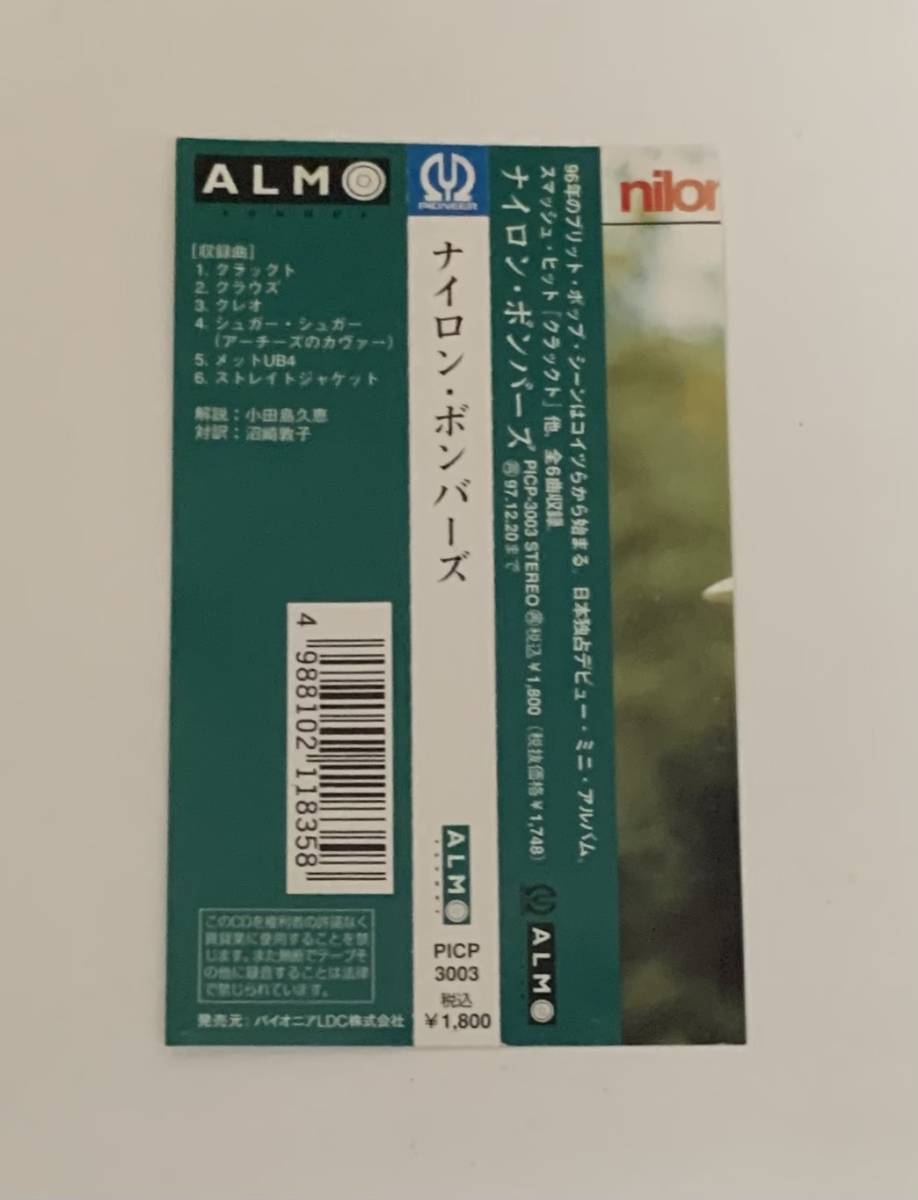 ALMO
SOUNDS
[収録曲]
1. クラックト
2. クラウズ
3. クレオ
4. シュガー・シュガー
(アーチーズのカヴァー)
5. メットUB4
6. ストレイトジャケット
解説：小田島久恵
対訳：沼崎敦子
4 988102 118358
このCDを権利者の許諾なく
賃貸業に使用することを禁
じます。また無断でテープそ
の他に録音することは法律
で禁じられています。
発売元：パイオニアLDC株式会社
PIONEER
ナイロン・ボンバーズ
ALMO
SOUNDS
PICP
3003
税込
¥1,800
96年のブリット・ポップ・シーンはコイツらから始まる。日本独占デビュー・ミニ・アルバム。
スマッシュ・ヒット「クラックト」他、全6曲収録。
ナイロン・ボンバーズ
PICP-3003 STEREO ㊢税込¥1,800 (税抜価格¥1,748)
㊢97.12.20まで
ALMO
nilon